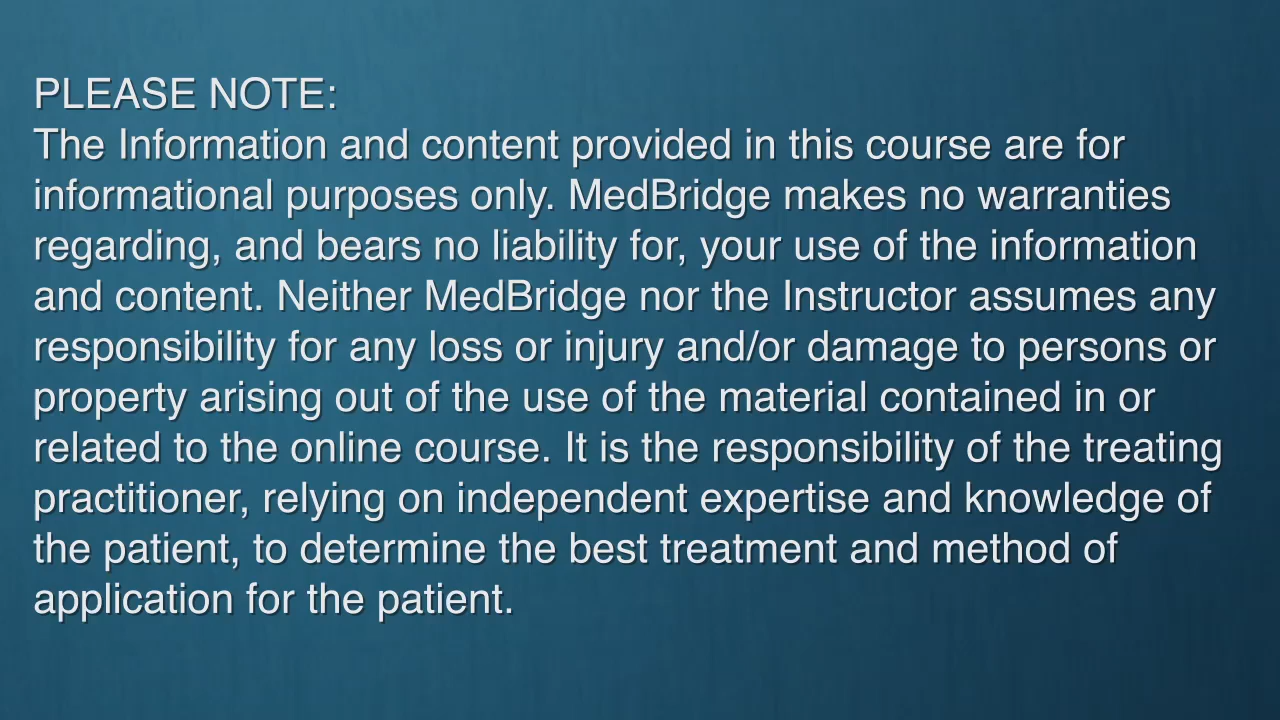 PLEASE NOTE:
The Information and content provided in this course are for
informational purposes only. MedBridge makes no warranties
regarding, and bears no liability for, your use of the information
and content. Neither MedBridge nor the Instructor assumes any
responsibility for any loss or injury and/or damage to persons or
property arising out of the use of the material contained in or
related to the online course. It is the responsibility of the treating
practitioner, relying on independent expertise and knowledge of
the patient, to determine the best treatment and method of
application for the patient.